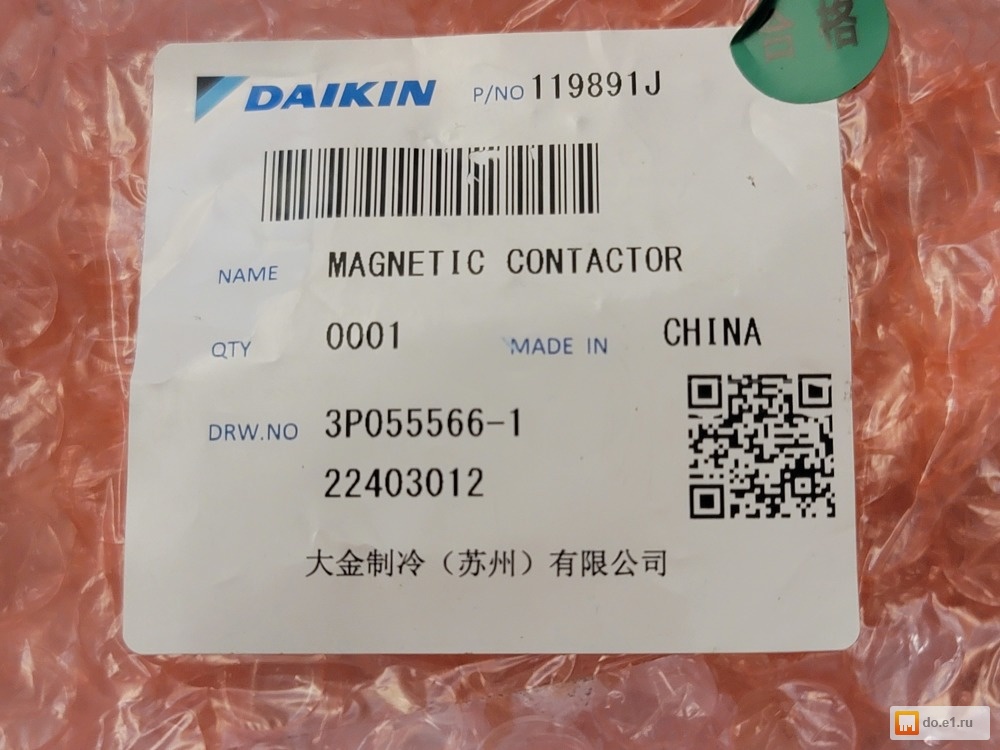 格
DAIKIN P/NO 119891J
NAME MAGNETIC CONTACTOR
QTY 0001 MADE IN CHINA
DRW.NO 3P055566-1
22403012
大金制冷（苏州）有限公司
do.e1.ru